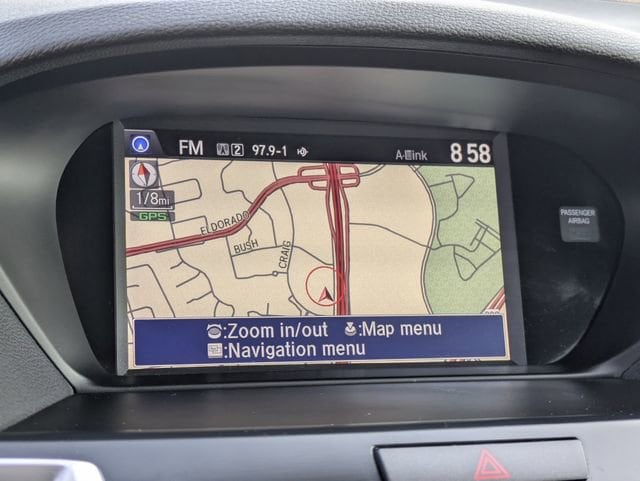 FM 2 97.9-1 A-Link 8 58
1/8mi
GPS
ELDORADO
BUSH
CRAIG
:Zoom in/out :Map menu
:Navigation menu
PASSENGER
AIRBAG